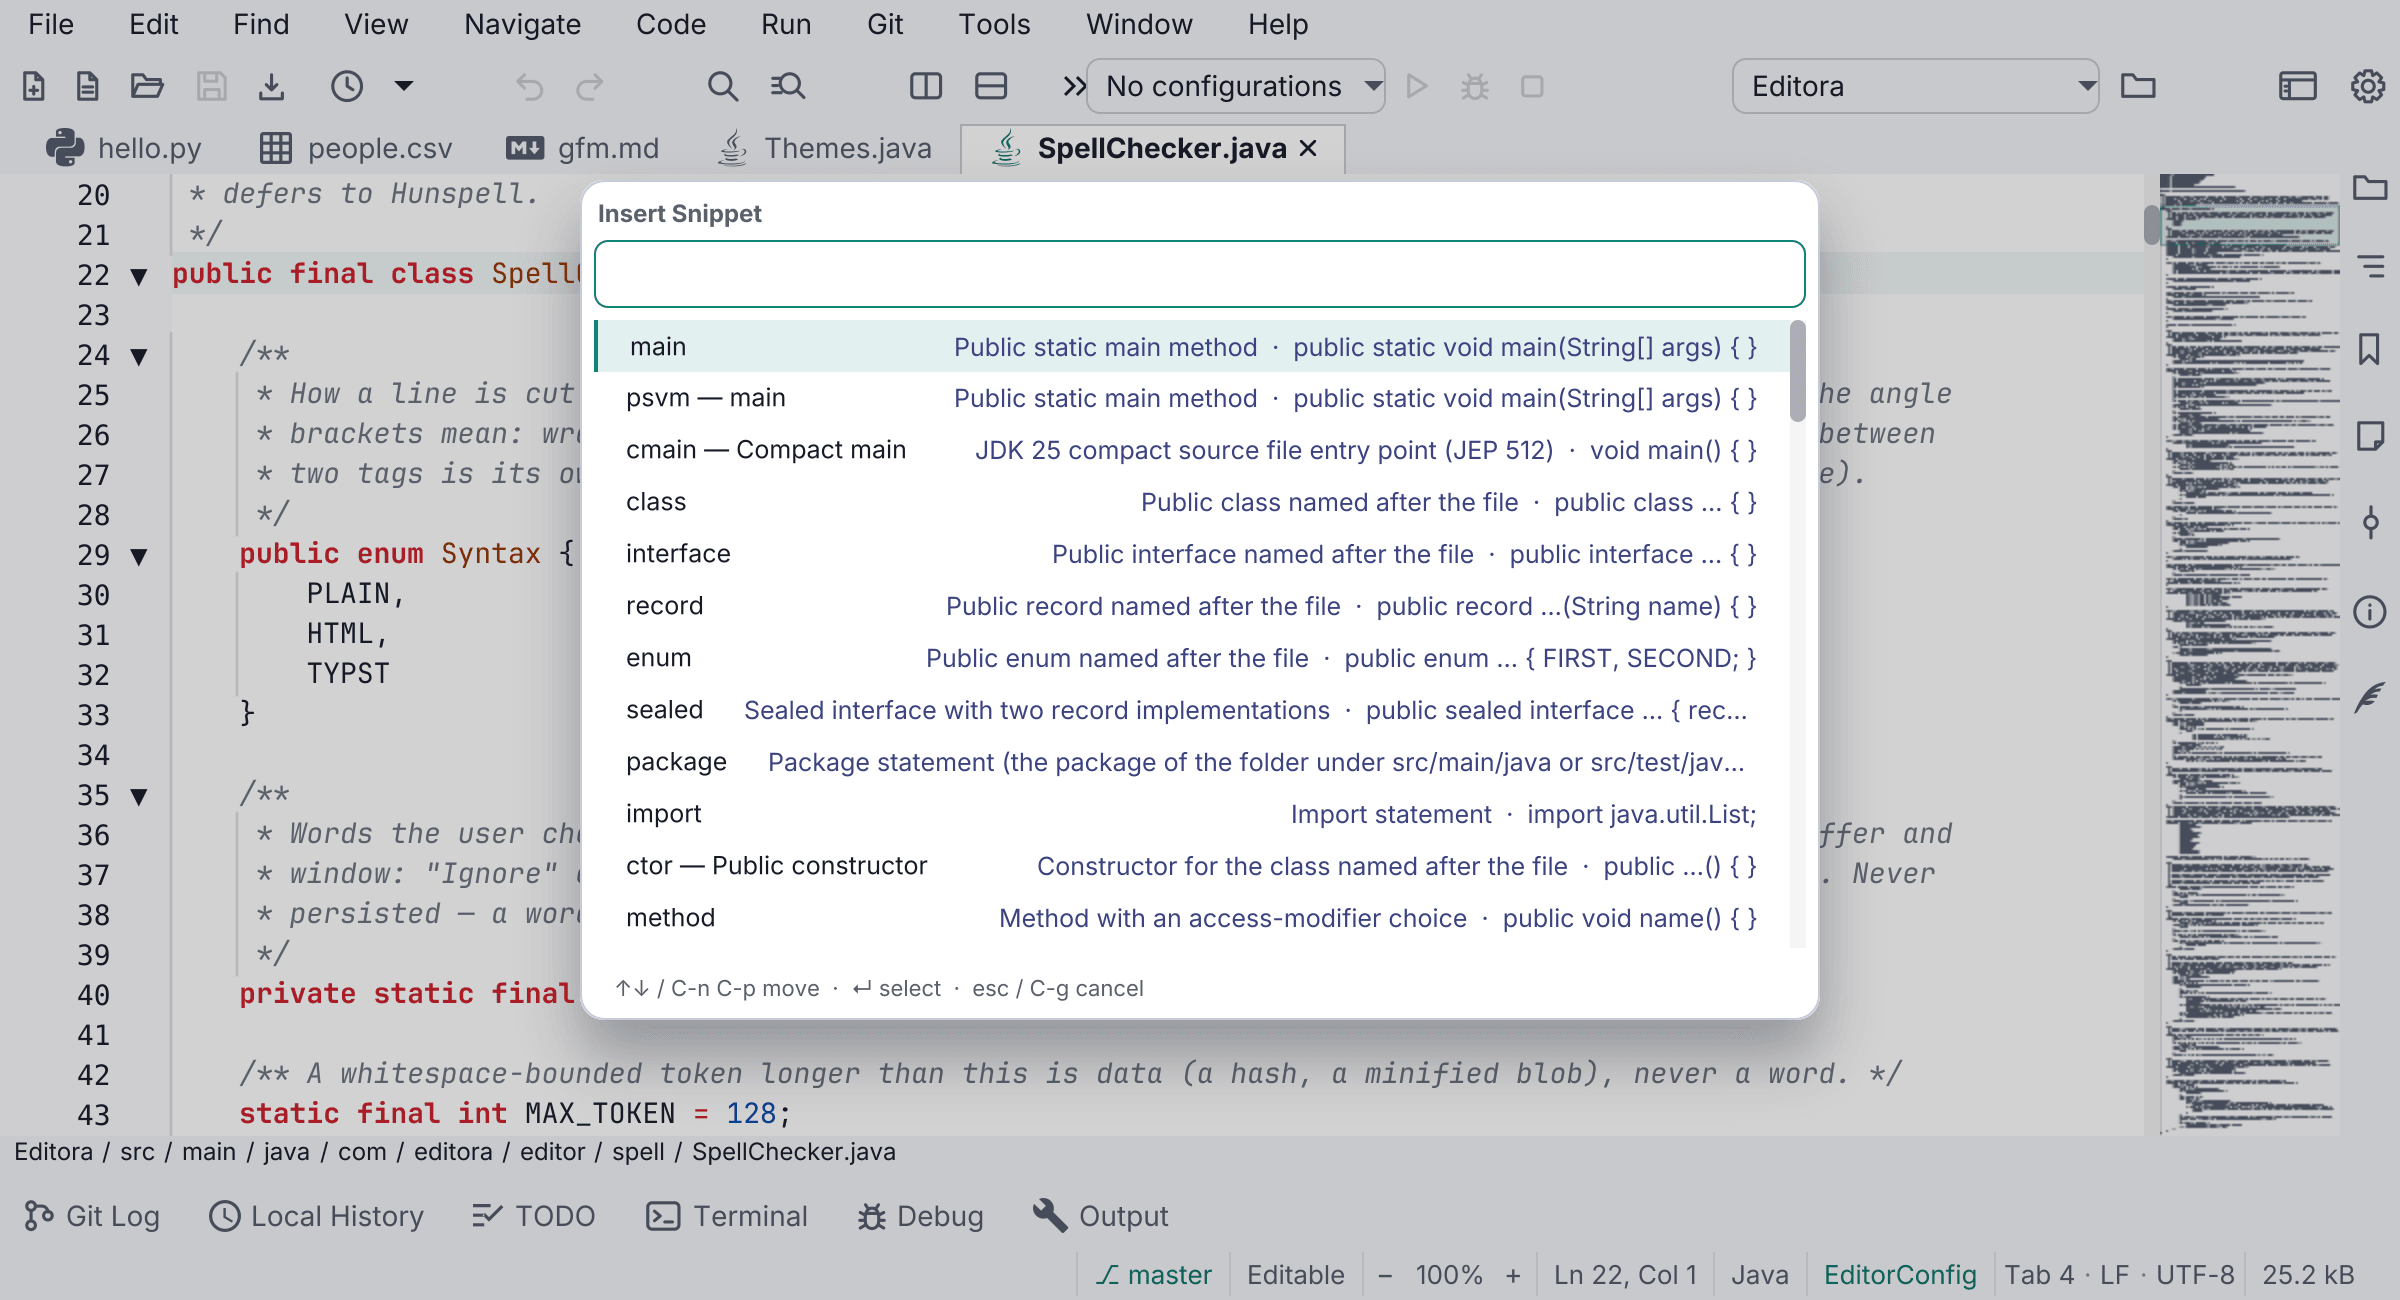 File Edit Find View Navigate Code Run Git Tools Window Help
No configurations Editora
hello.py people.csv gfm.md Themes.java SpellChecker.java
20 * defers to Hunspell.
21 */
22 public final class Spell
23
24 /**
25 * How a line is cut he angle
26 * brackets mean: wr between
27 * two tags is its o e).
28 */
29 public enum Syntax {
30 PLAIN,
31 HTML,
32 TYPST
33 }
34
35 /**
36 * Words the user ch ffer and
37 * window: "Ignore" . Never
38 * persisted — a wor
39 */
40 private static final
41
42 /** A whitespace-bounded token longer than this is data (a hash, a minified blob), never a word. */
43 static final int MAX_TOKEN = 128;
Insert Snippet
main Public static main method · public static void main(String[] args) { }
psvm — main Public static main method · public static void main(String[] args) { }
cmain — Compact main JDK 25 compact source file entry point (JEP 512) · void main() { }
class Public class named after the file · public class ... { }
interface Public interface named after the file · public interface ... { }
record Public record named after the file · public record ...(String name) { }
enum Public enum named after the file · public enum ... { FIRST, SECOND; }
sealed Sealed interface with two record implementations · public sealed interface ... { rec...
package Package statement (the package of the folder under src/main/java or src/test/jav...
import Import statement · import java.util.List;
ctor — Public constructor Constructor for the class named after the file · public ...() { }
method Method with an access-modifier choice · public void name() { }
↑↓ / C-n C-p move · ↵ select · esc / C-g cancel
Editora / src / main / java / com / editora / editor / spell / SpellChecker.java
Git Log Local History TODO Terminal Debug Output
master Editable − 100% + Ln 22, Col 1 Java EditorConfig Tab 4 · LF · UTF-8 25.2 kB